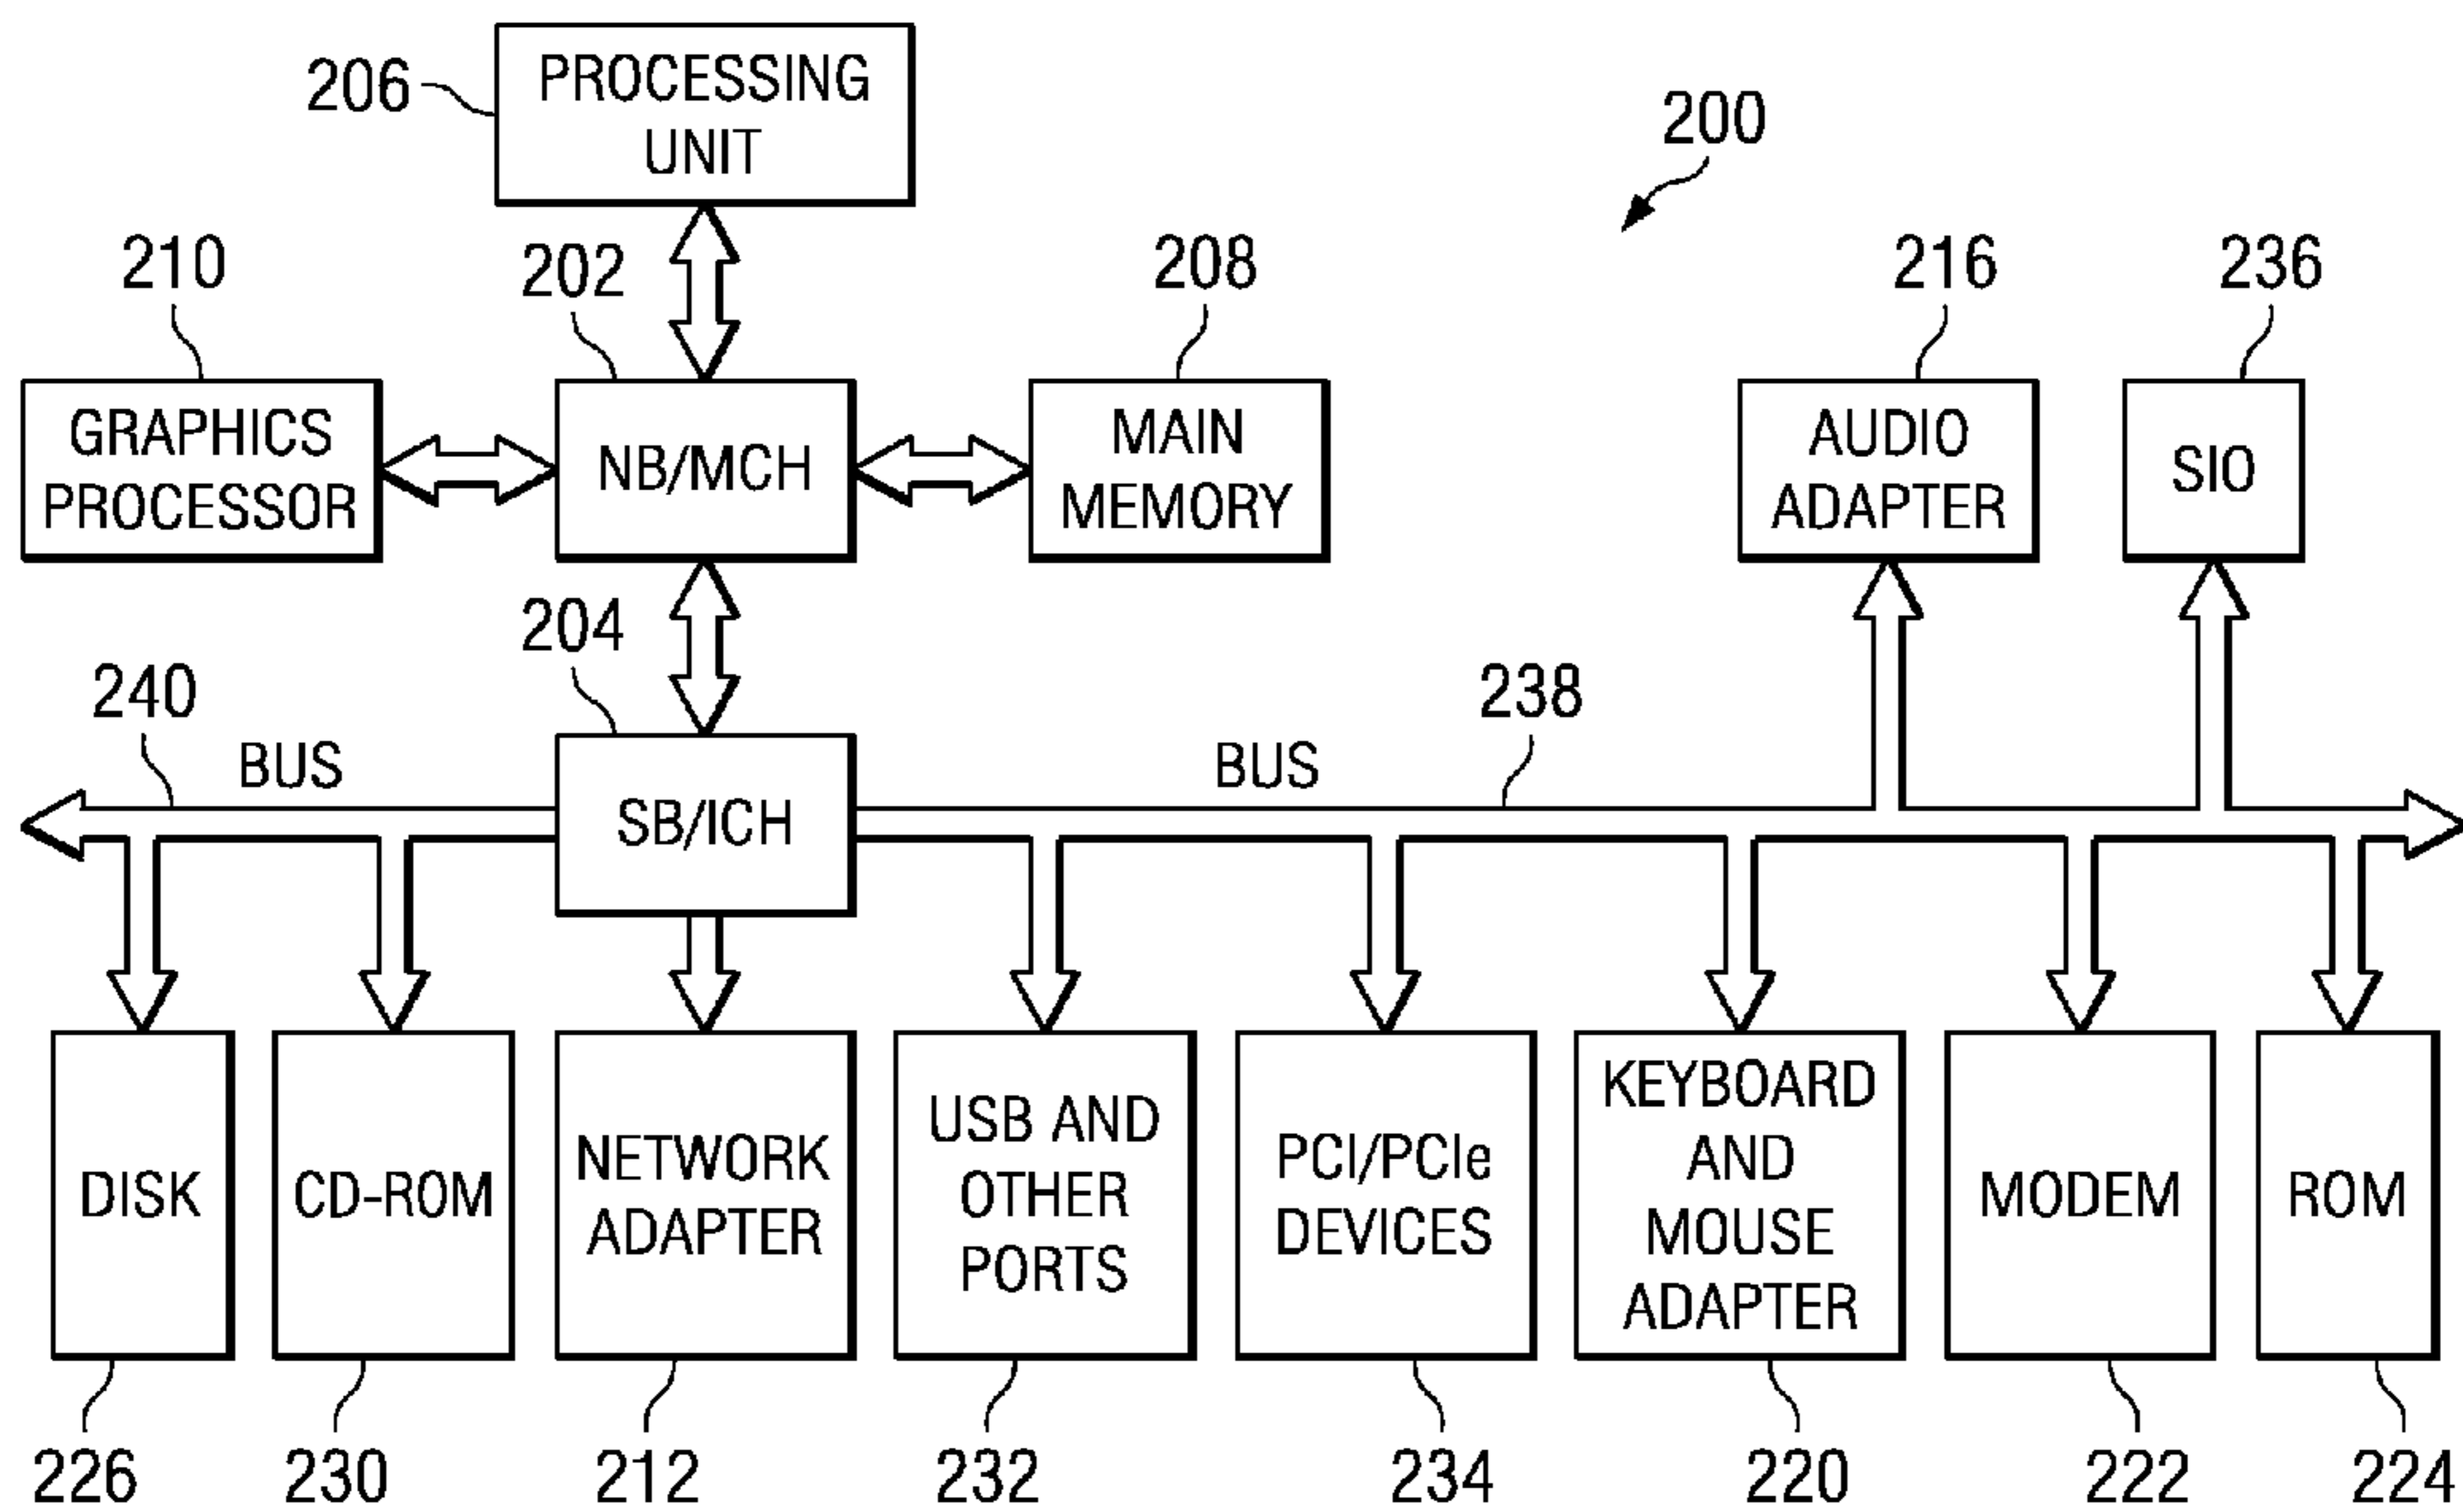 206
PROCESSING
UNIT
200
210
202
208
216
236
GRAPHICS
PROCESSOR
NB/MCH
MAIN
MEMORY
AUDIO
ADAPTER
SIO
204
240
BUS
238
BUS
SB/ICH
DISK
CD-ROM
NETWORK
ADAPTER
USB AND
OTHER
PORTS
PCI/PCIe
DEVICES
KEYBOARD
AND
MOUSE
ADAPTER
MODEM
ROM
226
230
212
232
234
220
222
224